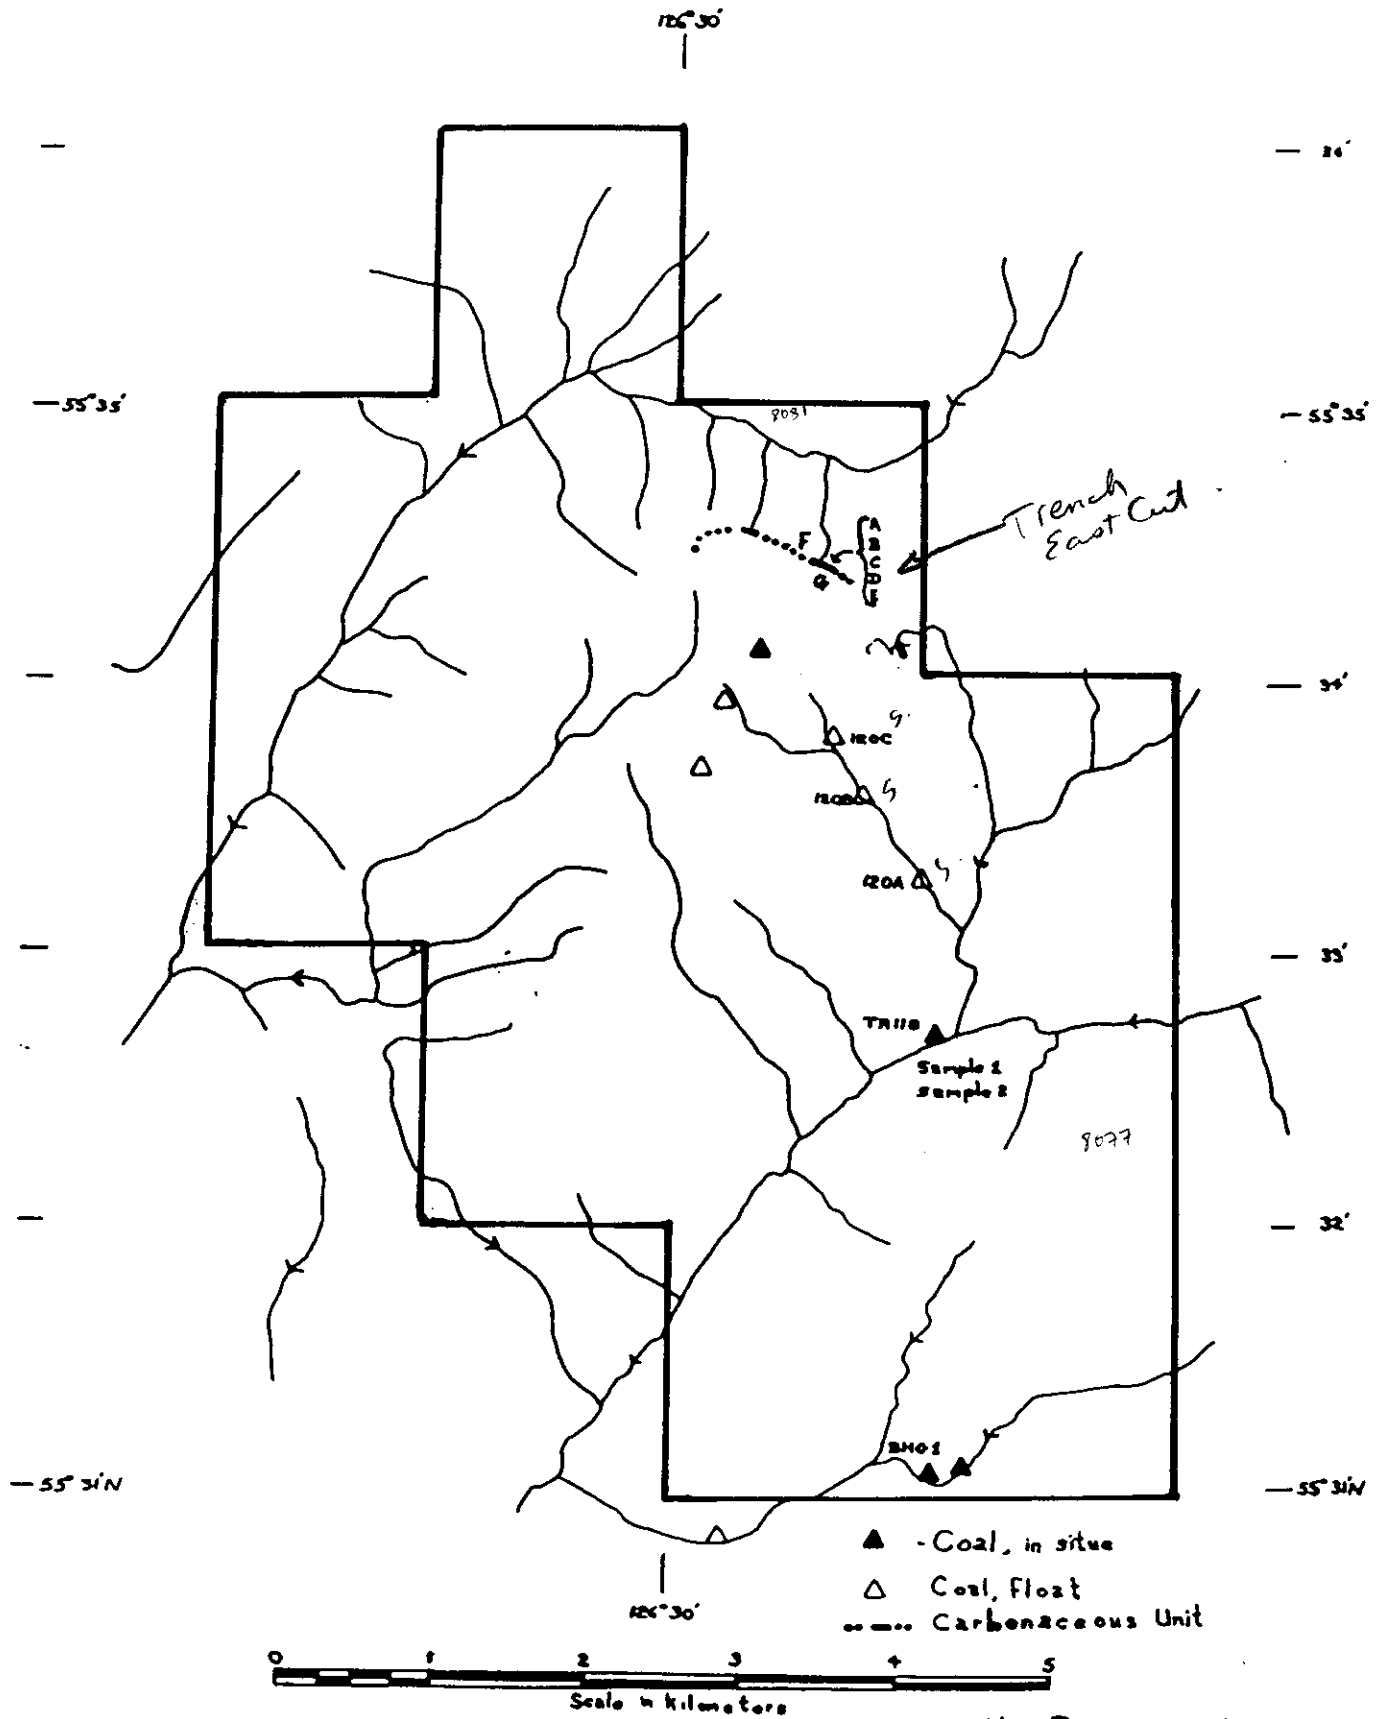 126°30'
36'
55°35'
55°35'
8081
Trench
East Cut
A
B
C
D
E
F
G
34'
120C
120B
120A
33'
TR118
Sample 1
Sample 2
8077
32'
BH01
55°31'N
55°31'N
- Coal, in situe
Coal, Float
Carbonaceous Unit
126°30'
0 1 2 3 4 5
Scale in kilometers